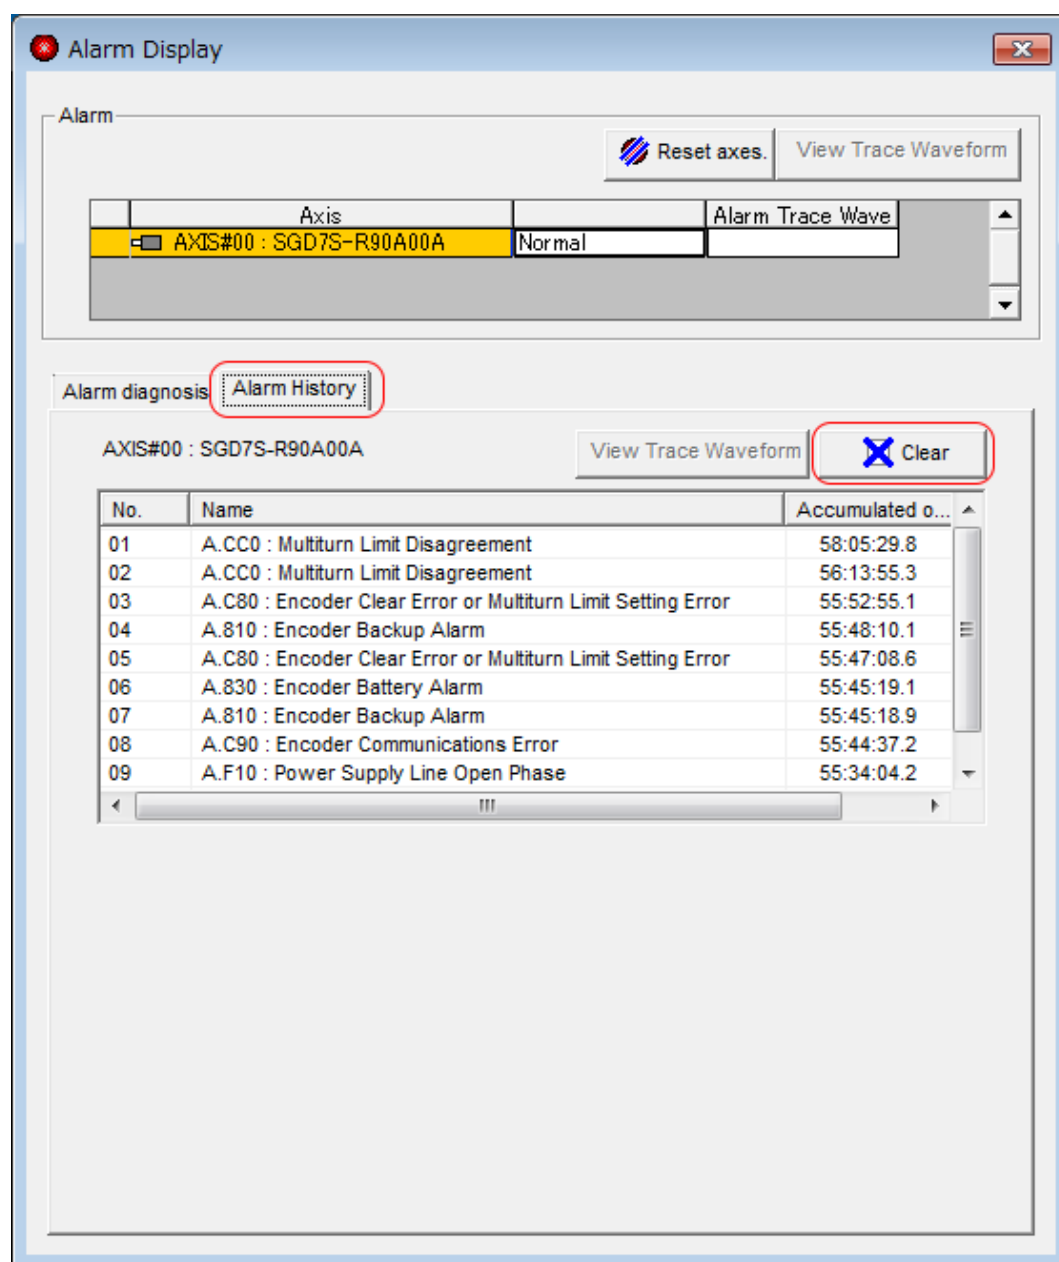 Alarm Display
Alarm
Reset axes. View Trace Waveform
Axis Alarm Trace Wave
AXIS#00 : SGD7S-R90A00A Normal
Alarm diagnosis Alarm History
AXIS#00 : SGD7S-R90A00A View Trace Waveform Clear
No. Name Accumulated o...
01 A.CC0 : Multiturn Limit Disagreement 58:05:29.8
02 A.CC0 : Multiturn Limit Disagreement 56:13:55.3
03 A.C80 : Encoder Clear Error or Multiturn Limit Setting Error 55:52:55.1
04 A.810 : Encoder Backup Alarm 55:48:10.1
05 A.C80 : Encoder Clear Error or Multiturn Limit Setting Error 55:47:08.6
06 A.830 : Encoder Battery Alarm 55:45:19.1
07 A.810 : Encoder Backup Alarm 55:45:18.9
08 A.C90 : Encoder Communications Error 55:44:37.2
09 A.F10 : Power Supply Line Open Phase 55:34:04.2